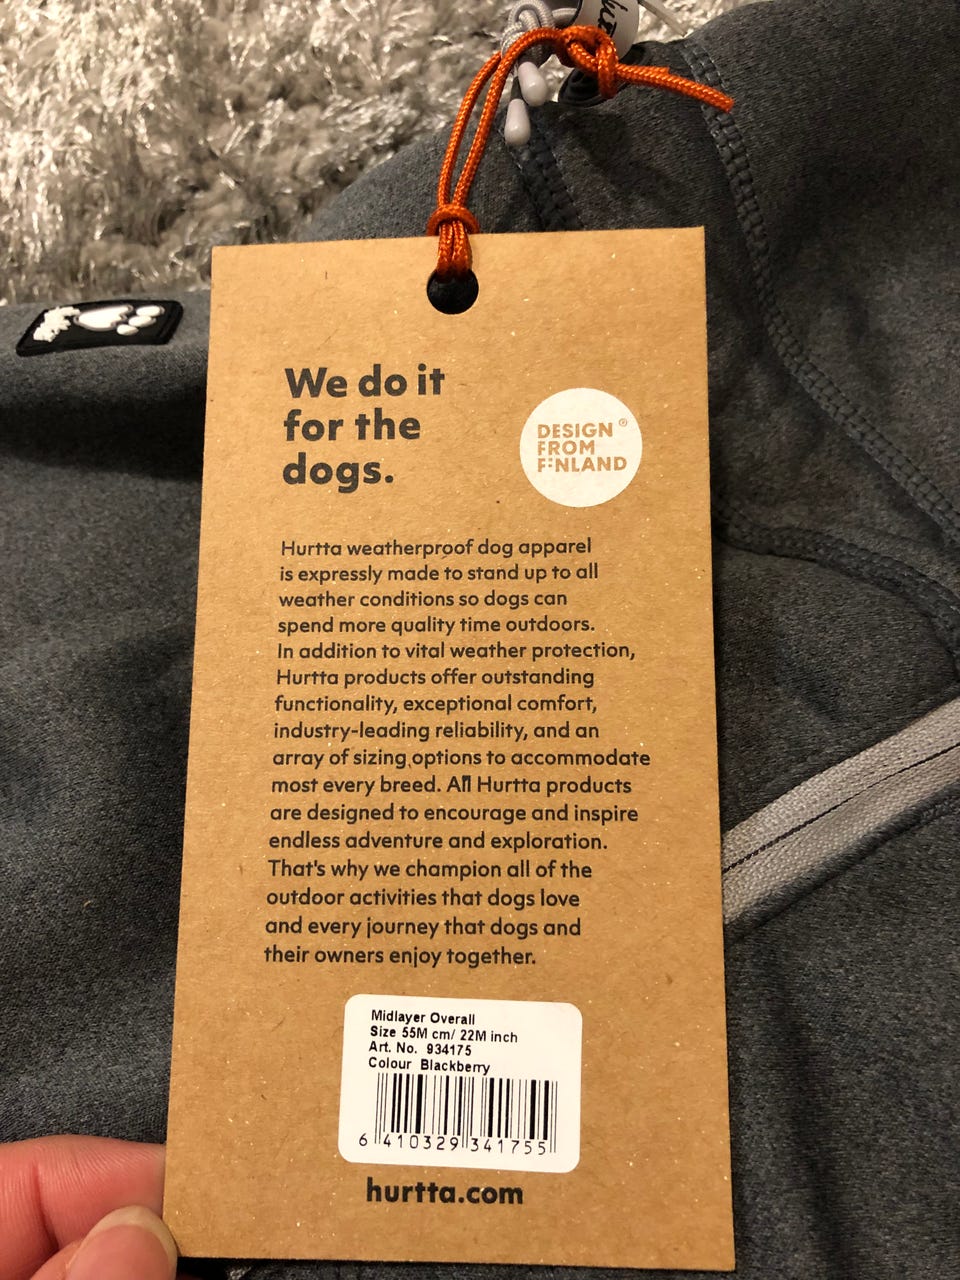 We do it
for the
dogs.
DESIGN ®
FROM
FINLAND
Hurtta weatherproof dog apparel
is expressly made to stand up to all
weather conditions so dogs can
spend more quality time outdoors.
In addition to vital weather protection,
Hurtta products offer outstanding
functionality, exceptional comfort,
industry-leading reliability, and an
array of sizing options to accommodate
most every breed. All Hurtta products
are designed to encourage and inspire
endless adventure and exploration.
That's why we champion all of the
outdoor activities that dogs love
and every journey that dogs and
their owners enjoy together.
Midlayer Overall
Size 55M cm/ 22M inch
Art. No. 934175
Colour Blackberry
6 410329 341755
hurtta.com